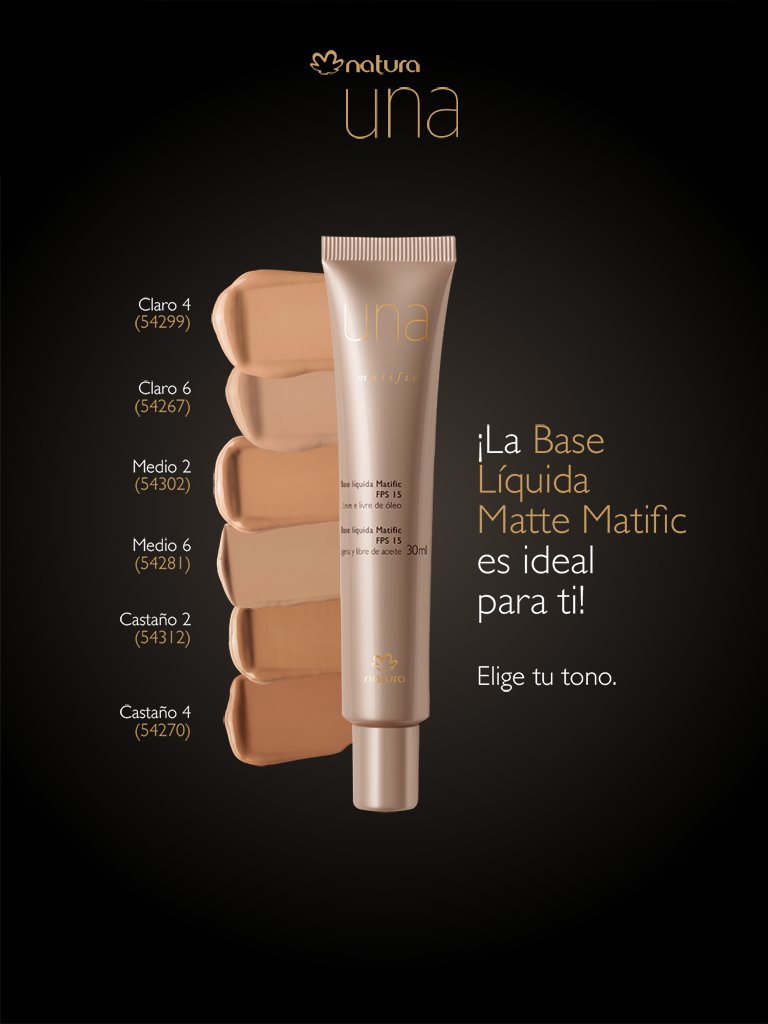 natura
una
Claro 4
(54299)
Claro 6
(54267)
Medio 2
(54302)
Medio 6
(54281)
Castaño 2
(54312)
Castaño 4
(54270)
una
matific
Base líquida Matific
FPS 15
Leve e livre de óleo
Base líquida Matific
FPS 15
y libre de aceite 30ml
natura
¡La Base
Líquida
Matte Matific
es ideal
para ti!
Elige tu tono.